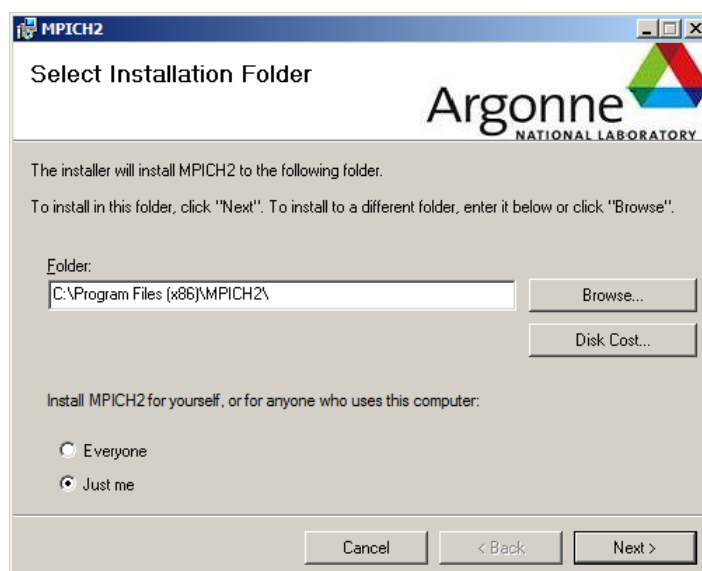 MPICH2
Select Installation Folder
Argonne
NATIONAL LABORATORY
The installer will install MPICH2 to the following folder.
To install in this folder, click "Next". To install to a different folder, enter it below or click "Browse".
Folder:
C:\Program Files (x86)\MPICH2\
Browse...
Disk Cost...
Install MPICH2 for yourself, or for anyone who uses this computer:
Everyone
Just me
Cancel
< Back
Next >